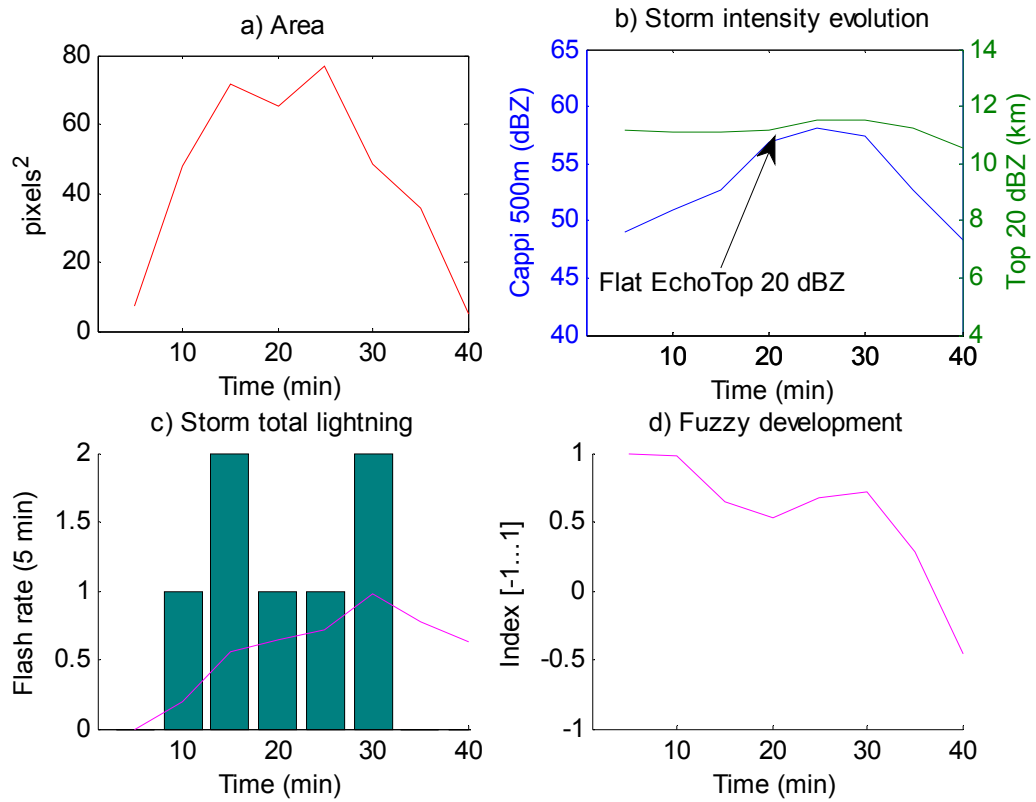 a) Area
80
60
40
20
0
pixels²
10 20 30 40
Time (min)
b) Storm intensity evolution
65
60
55
50
45
40
Cappi 500m (dBZ)
14
12
10
8
6
4
Top 20 dBZ (km)
Flat EchoTop 20 dBZ
10 20 30 40
Time (min)
c) Storm total lightning
2
1.5
1
0.5
0
Flash rate (5 min)
10 20 30 40
Time (min)
d) Fuzzy development
1
0.5
0
-0.5
-1
Index [-1...1]
10 20 30 40
Time (min)